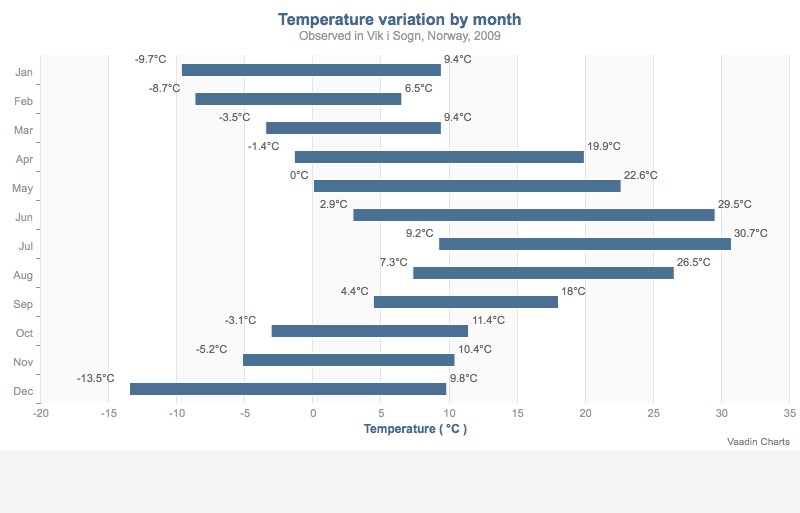 Temperature variation by month
Observed in Vik i Sogn, Norway, 2009
Jan -9.7°C 9.4°C
Feb -8.7°C 6.5°C
Mar -3.5°C 9.4°C
Apr -1.4°C 19.9°C
May 0°C 22.6°C
Jun 2.9°C 29.5°C
Jul 9.2°C 30.7°C
Aug 7.3°C 26.5°C
Sep 4.4°C 18°C
Oct -3.1°C 11.4°C
Nov -5.2°C 10.4°C
Dec -13.5°C 9.8°C
-20 -15 -10 -5 0 5 10 15 20 25 30 35
Temperature ( °C )
Vaadin Charts